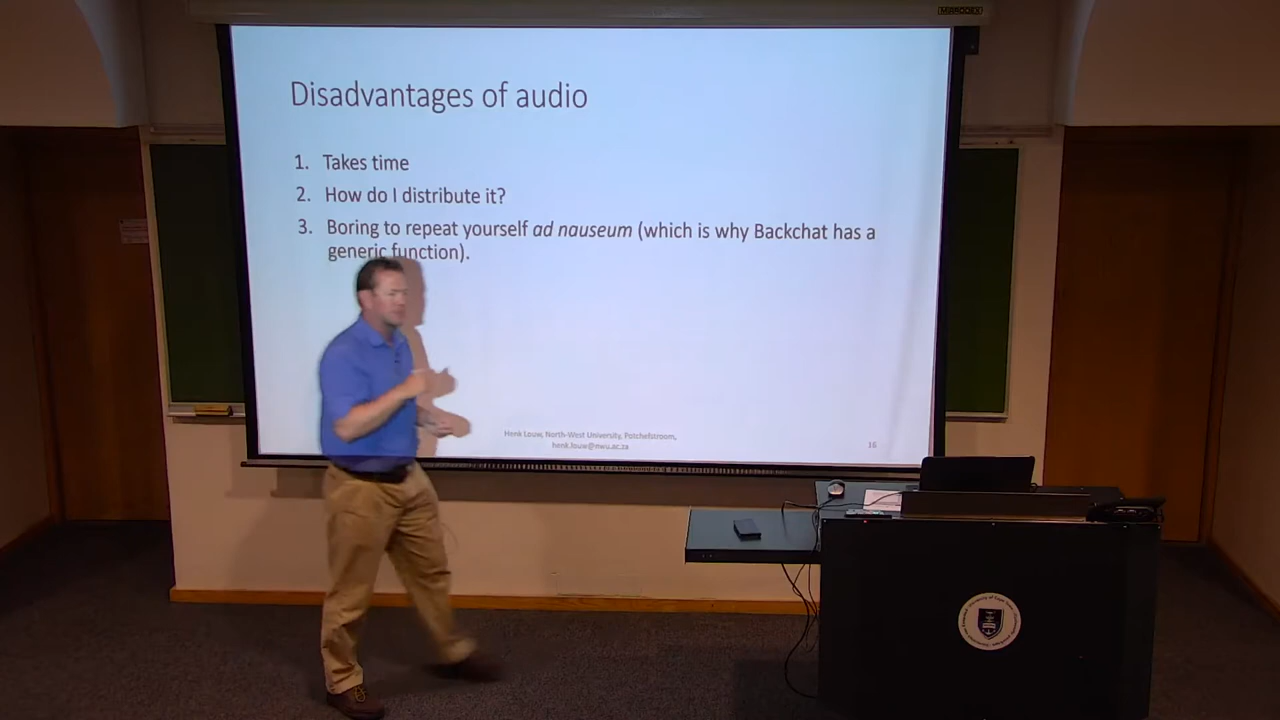 Disadvantages of audio
1. Takes time
2. How do I distribute it?
3. Boring to repeat yourself ad nauseum (which is why Backchat has a
generic function).
Henk Louw, North-West University, Potchefstroom,
henk.louw@nwu.ac.za
16